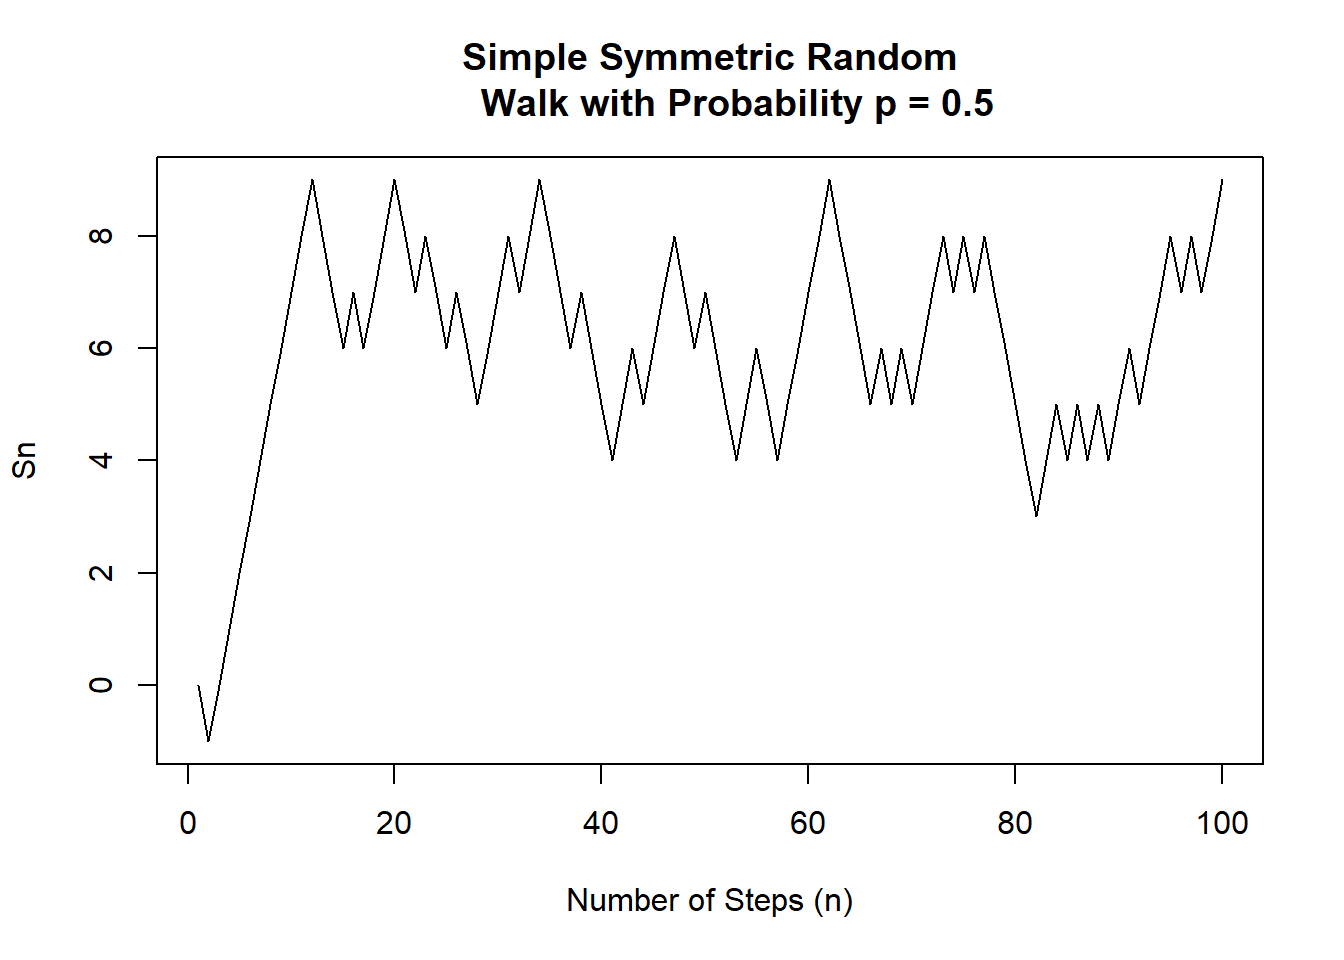 Simple Symmetric Random
Walk with Probability p = 0.5
8
6
4
2
0
Sn
0 20 40 60 80 100
Number of Steps (n)